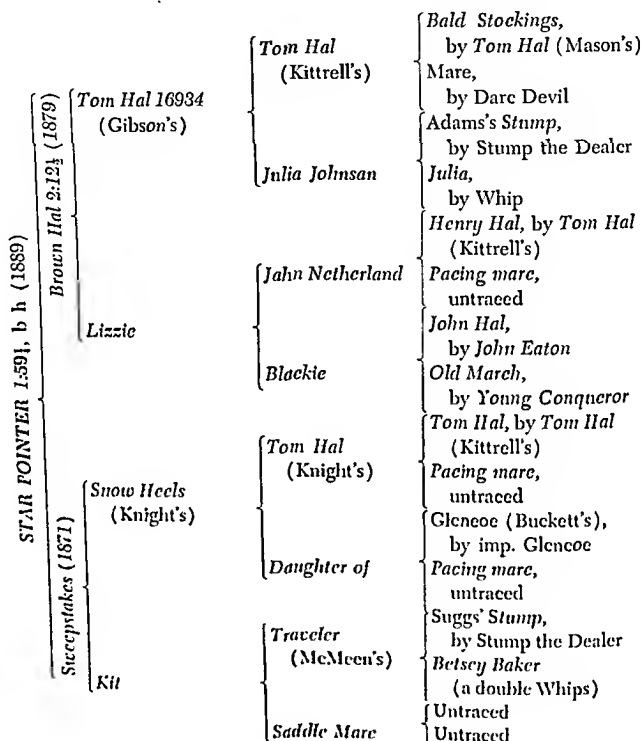 STAR POINTER 1:59¼, b h (1889)
Brown Hal 2:12½ (1879)
Tom Hal 16934
(Gibson's)
Tom Hal
(Kittrell's)
Bald Stockings,
by Tom Hal (Mason's)
Mare,
by Dare Devil
Julia Johnsan
Adams's Stump,
by Stump the Dealer
Julia,
by Whip
Lizzie
Jahn Netherland
Henry Hal, by Tom Hal
(Kittrell's)
Pacing mare,
untraced
Blackie
John Hal,
by John Eaton
Old March,
by Young Conqueror
Sweepstakes (1871)
Snow Heels
(Knight's)
Tom Hal
(Knight's)
Tom Hal, by Tom Hal
(Kittrell's)
Pacing mare,
untraced
Daughter of
Glencoe (Buckett's),
by imp. Glencoe
Pacing mare,
untraced
Kit
Traveler
(McMeen's)
Suggs' Stump,
by Stump the Dealer
Betsey Baker
(a double Whips)
Saddle Mare
Untraced
Untraced